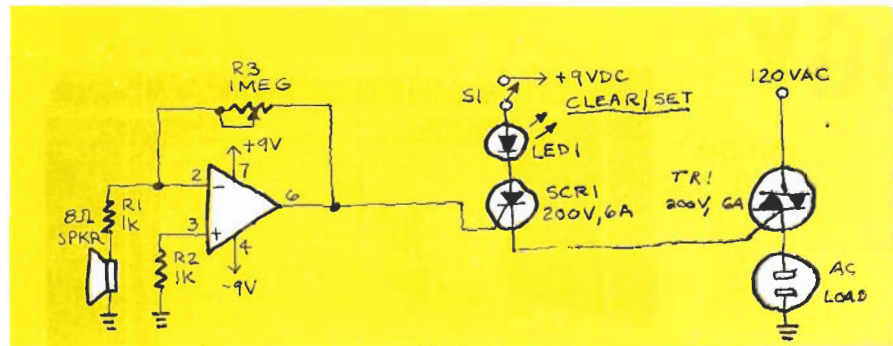 R3
1MEG
+9V
7
2
-
6
R1
1K
8Ω
SPKR
3
+
R2
1K
4
-9V
S1
+9VDC
CLEAR/SET
LED1
SCR1
200V, 6A
120VAC
TR1
200V, 6A
AC
LOAD